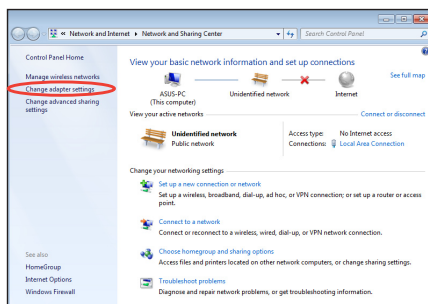 « Network and Internet ▸ Network and Sharing Center
Search Control Panel
Control Panel Home
Manage wireless networks
Change adapter settings
Change advanced sharing
settings
See also
HomeGroup
Internet Options
Windows Firewall
View your basic network information and set up connections
See full map
ASUS-PC
(This computer)
Unidentified network
Internet
View your active networks
Connect or disconnect
Unidentified network
Public network
Access type: No Internet access
Connections: Local Area Connection
Change your networking settings
Set up a new connection or network
Set up a wireless, broadband, dial-up, ad hoc, or VPN connection; or set up a router or access
point.
Connect to a network
Connect or reconnect to a wireless, wired, dial-up, or VPN network connection.
Choose homegroup and sharing options
Access files and printers located on other network computers, or change sharing settings.
Troubleshoot problems
Diagnose and repair network problems, or get troubleshooting information.